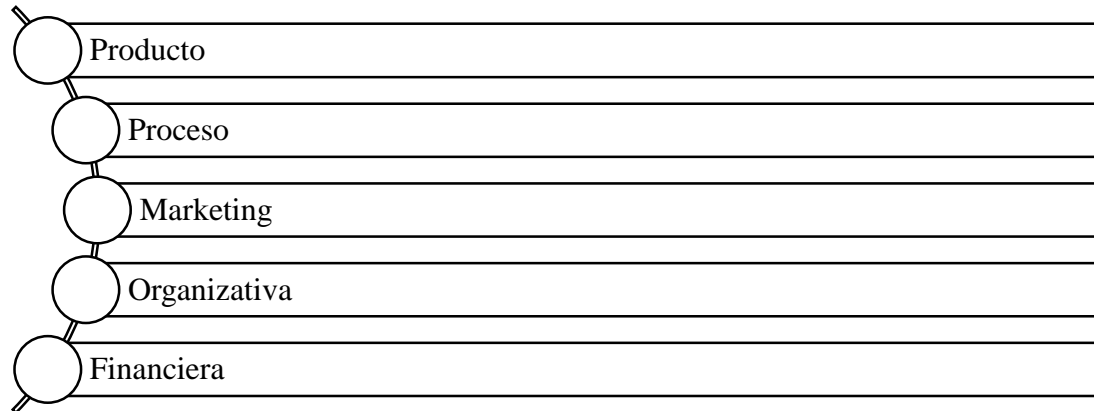 Producto
Proceso
Marketing
Organizativa
Financiera